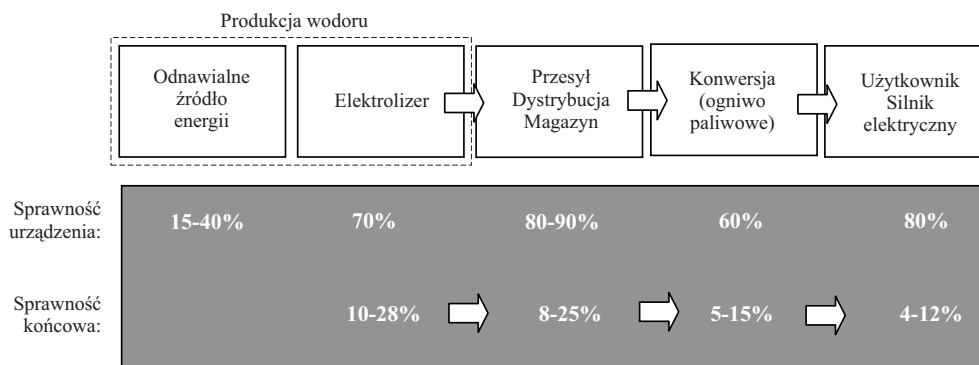 Produkcja wodoru
Odnawialne
źródło
energii
Elektrolizer
Przesył
Dystrybucja
Magazyn
Konwersja
(ogniwo
paliwowe)
Użytkownik
Silnik
elektryczny
Sprawność
urządzenia:
15-40%
70%
80-90%
60%
80%
Sprawność
końcowa:
10-28%
8-25%
5-15%
4-12%